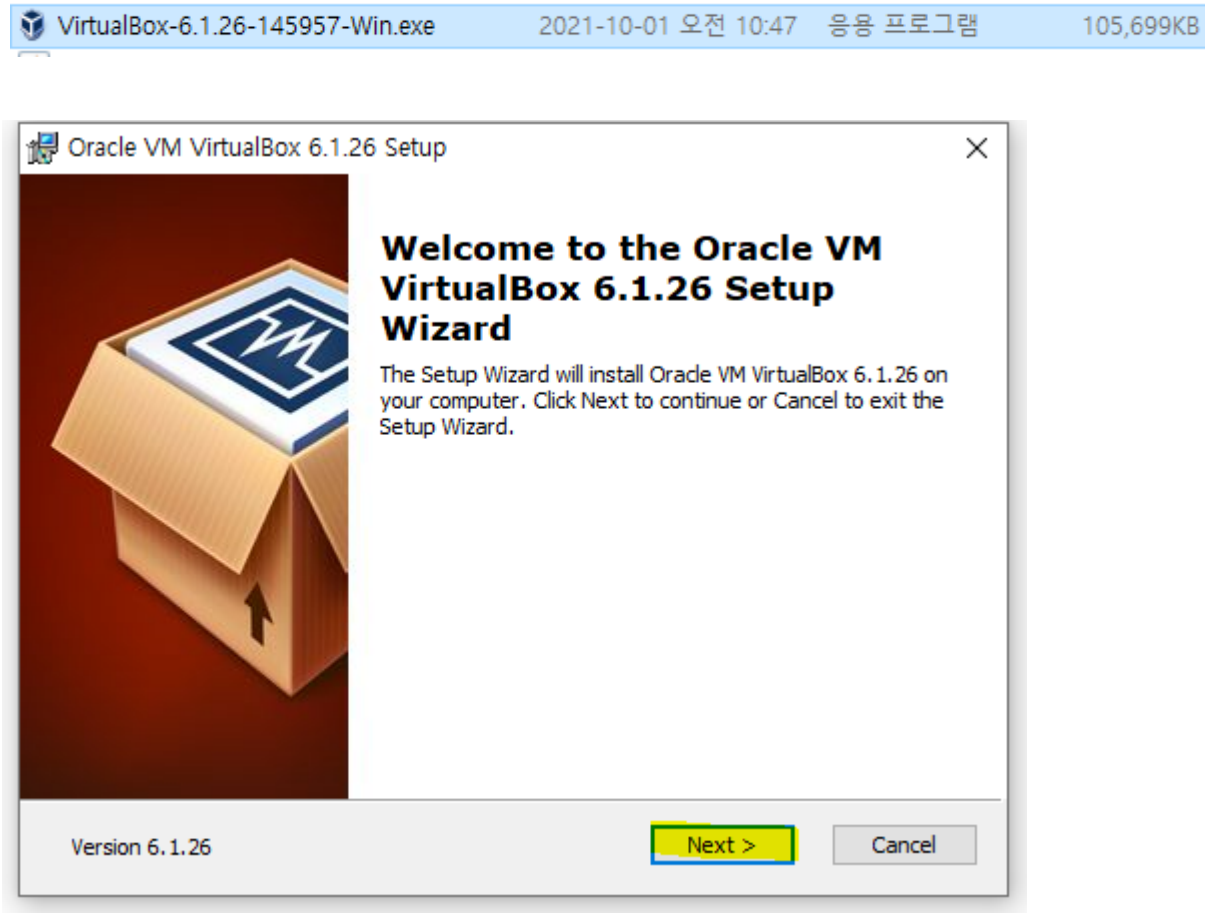 VirtualBox-6.1.26-145957-Win.exe 2021-10-01 오전 10:47 응용 프로그램 105,699KB
Oracle VM VirtualBox 6.1.26 Setup
Welcome to the Oracle VM
VirtualBox 6.1.26 Setup
Wizard
The Setup Wizard will install Oracle VM VirtualBox 6.1.26 on
your computer. Click Next to continue or Cancel to exit the
Setup Wizard.
Version 6.1.26 Next > Cancel